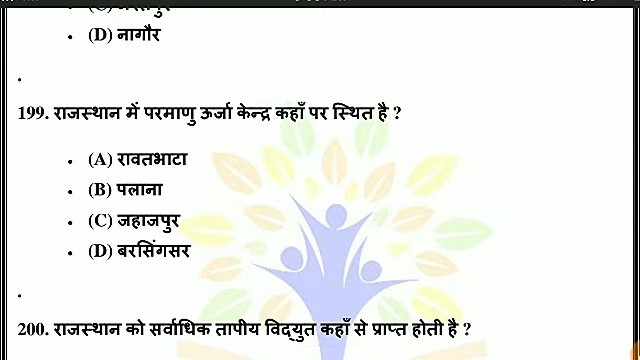 • (D) नागौर
.
199. राजस्थान में परमाणु ऊर्जा केन्द्र कहाँ पर स्थित है ?
• (A) रावतभाटा
• (B) पलाना
• (C) जहाजपुर
• (D) बरसिंगसर
.
200. राजस्थान को सर्वाधिक तापीय विद्युत कहाँ से प्राप्त होती है ?